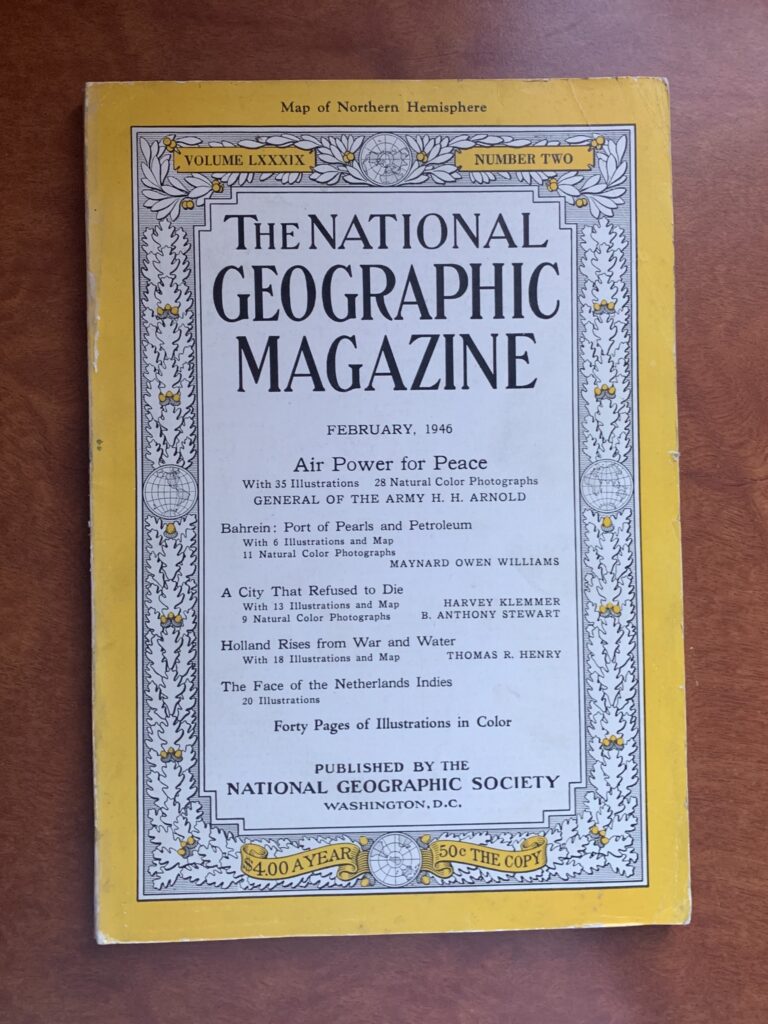 Map of Northern Hemisphere
VOLUME LXXXIX NUMBER TWO
THE NATIONAL
GEOGRAPHIC
MAGAZINE
FEBRUARY, 1946
Air Power for Peace
With 35 Illustrations 28 Natural Color Photographs
GENERAL OF THE ARMY H. H. ARNOLD
Bahrein: Port of Pearls and Petroleum
With 6 Illustrations and Map
11 Natural Color Photographs
MAYNARD OWEN WILLIAMS
A City That Refused to Die
With 13 Illustrations and Map HARVEY KLEMMER
9 Natural Color Photographs B. ANTHONY STEWART
Holland Rises from War and Water
With 18 Illustrations and Map THOMAS R. HENRY
The Face of the Netherlands Indies
20 Illustrations
Forty Pages of Illustrations in Color
PUBLISHED BY THE
NATIONAL GEOGRAPHIC SOCIETY
WASHINGTON, D.C.
$4.00 A YEAR 50c THE COPY